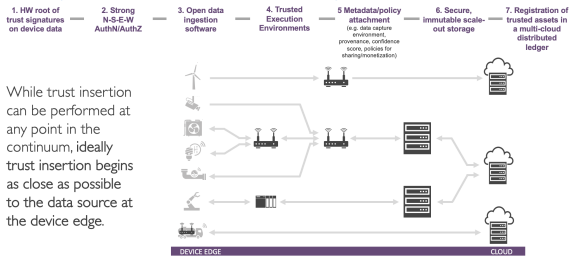 1. HW root of
trust signatures
on device data
2. Strong
N-S-E-W
AuthN/AuthZ
3. Open data
ingestion
software
4. Trusted
Execution
Environments
5 Metadata/policy
attachment
(e.g. data capture
environment,
provenance, confidence
score, policies for
sharing/monetization)
6. Secure,
immutable scale-
out storage
7. Registration of
trusted assets in
a multi-cloud
distributed
ledger
While trust insertion
can be performed at
any point in the
continuum, ideally
trust insertion begins
as close as possible
to the data source at
the device edge.
DEVICE EDGE
CLOUD